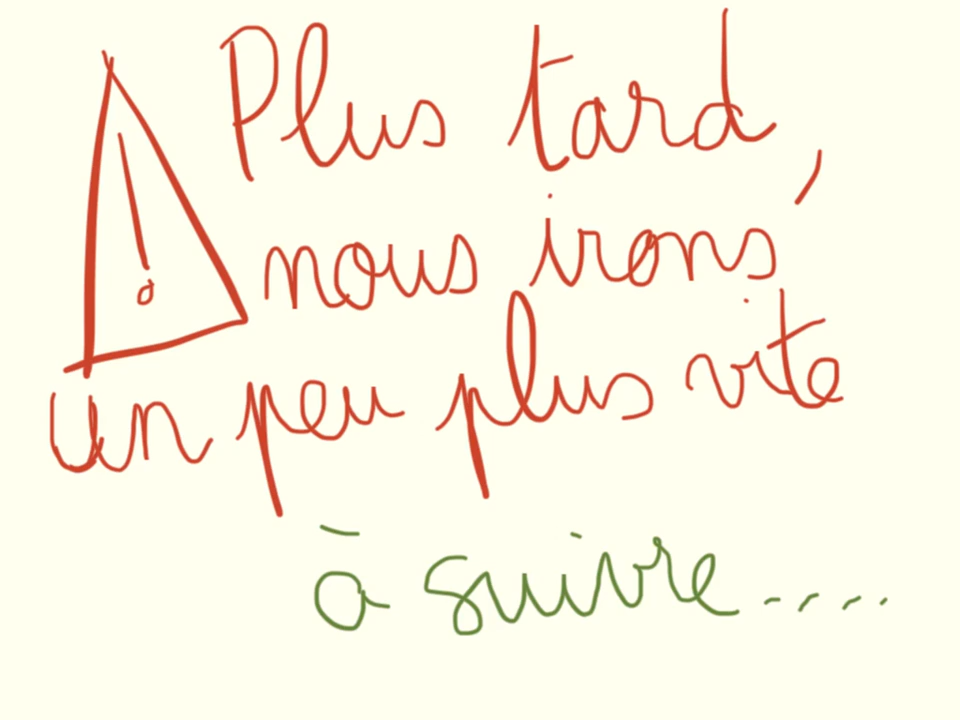 Plus tard,
nous irons
un peu plus vite
à suivre....